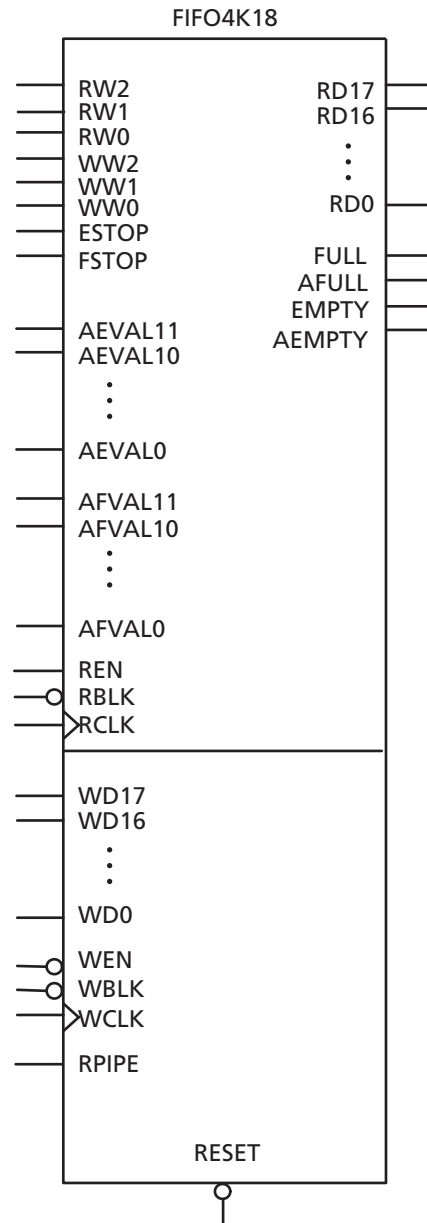 FIFO4K18
RW2
RW1
RW0
WW2
WW1
WW0
ESTOP
FSTOP
AEVAL11
AEVAL10
AEVAL0
AFVAL11
AFVAL10
AFVAL0
REN
RBLK
RCLK
WD17
WD16
WD0
WEN
WBLK
WCLK
RPIPE
RD17
RD16
RD0
FULL
AFULL
EMPTY
AEMPTY
RESET